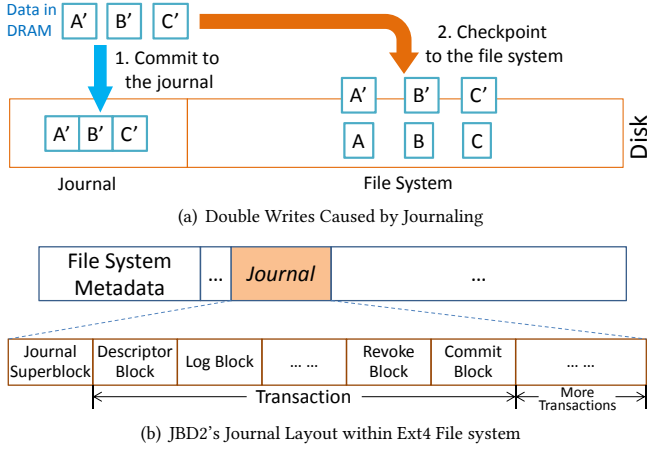 Data in DRAM
A' B' C'
1. Commit to the journal
2. Checkpoint to the file system
A' B' C'
A' B' C'
A B C
Disk
Journal
File System
(a) Double Writes Caused by Journaling
File System Metadata
...
Journal
...
Journal Superblock
Descriptor Block
Log Block
... ...
Revoke Block
Commit Block
... ...
Transaction
More Transactions
(b) JBD2's Journal Layout within Ext4 File system